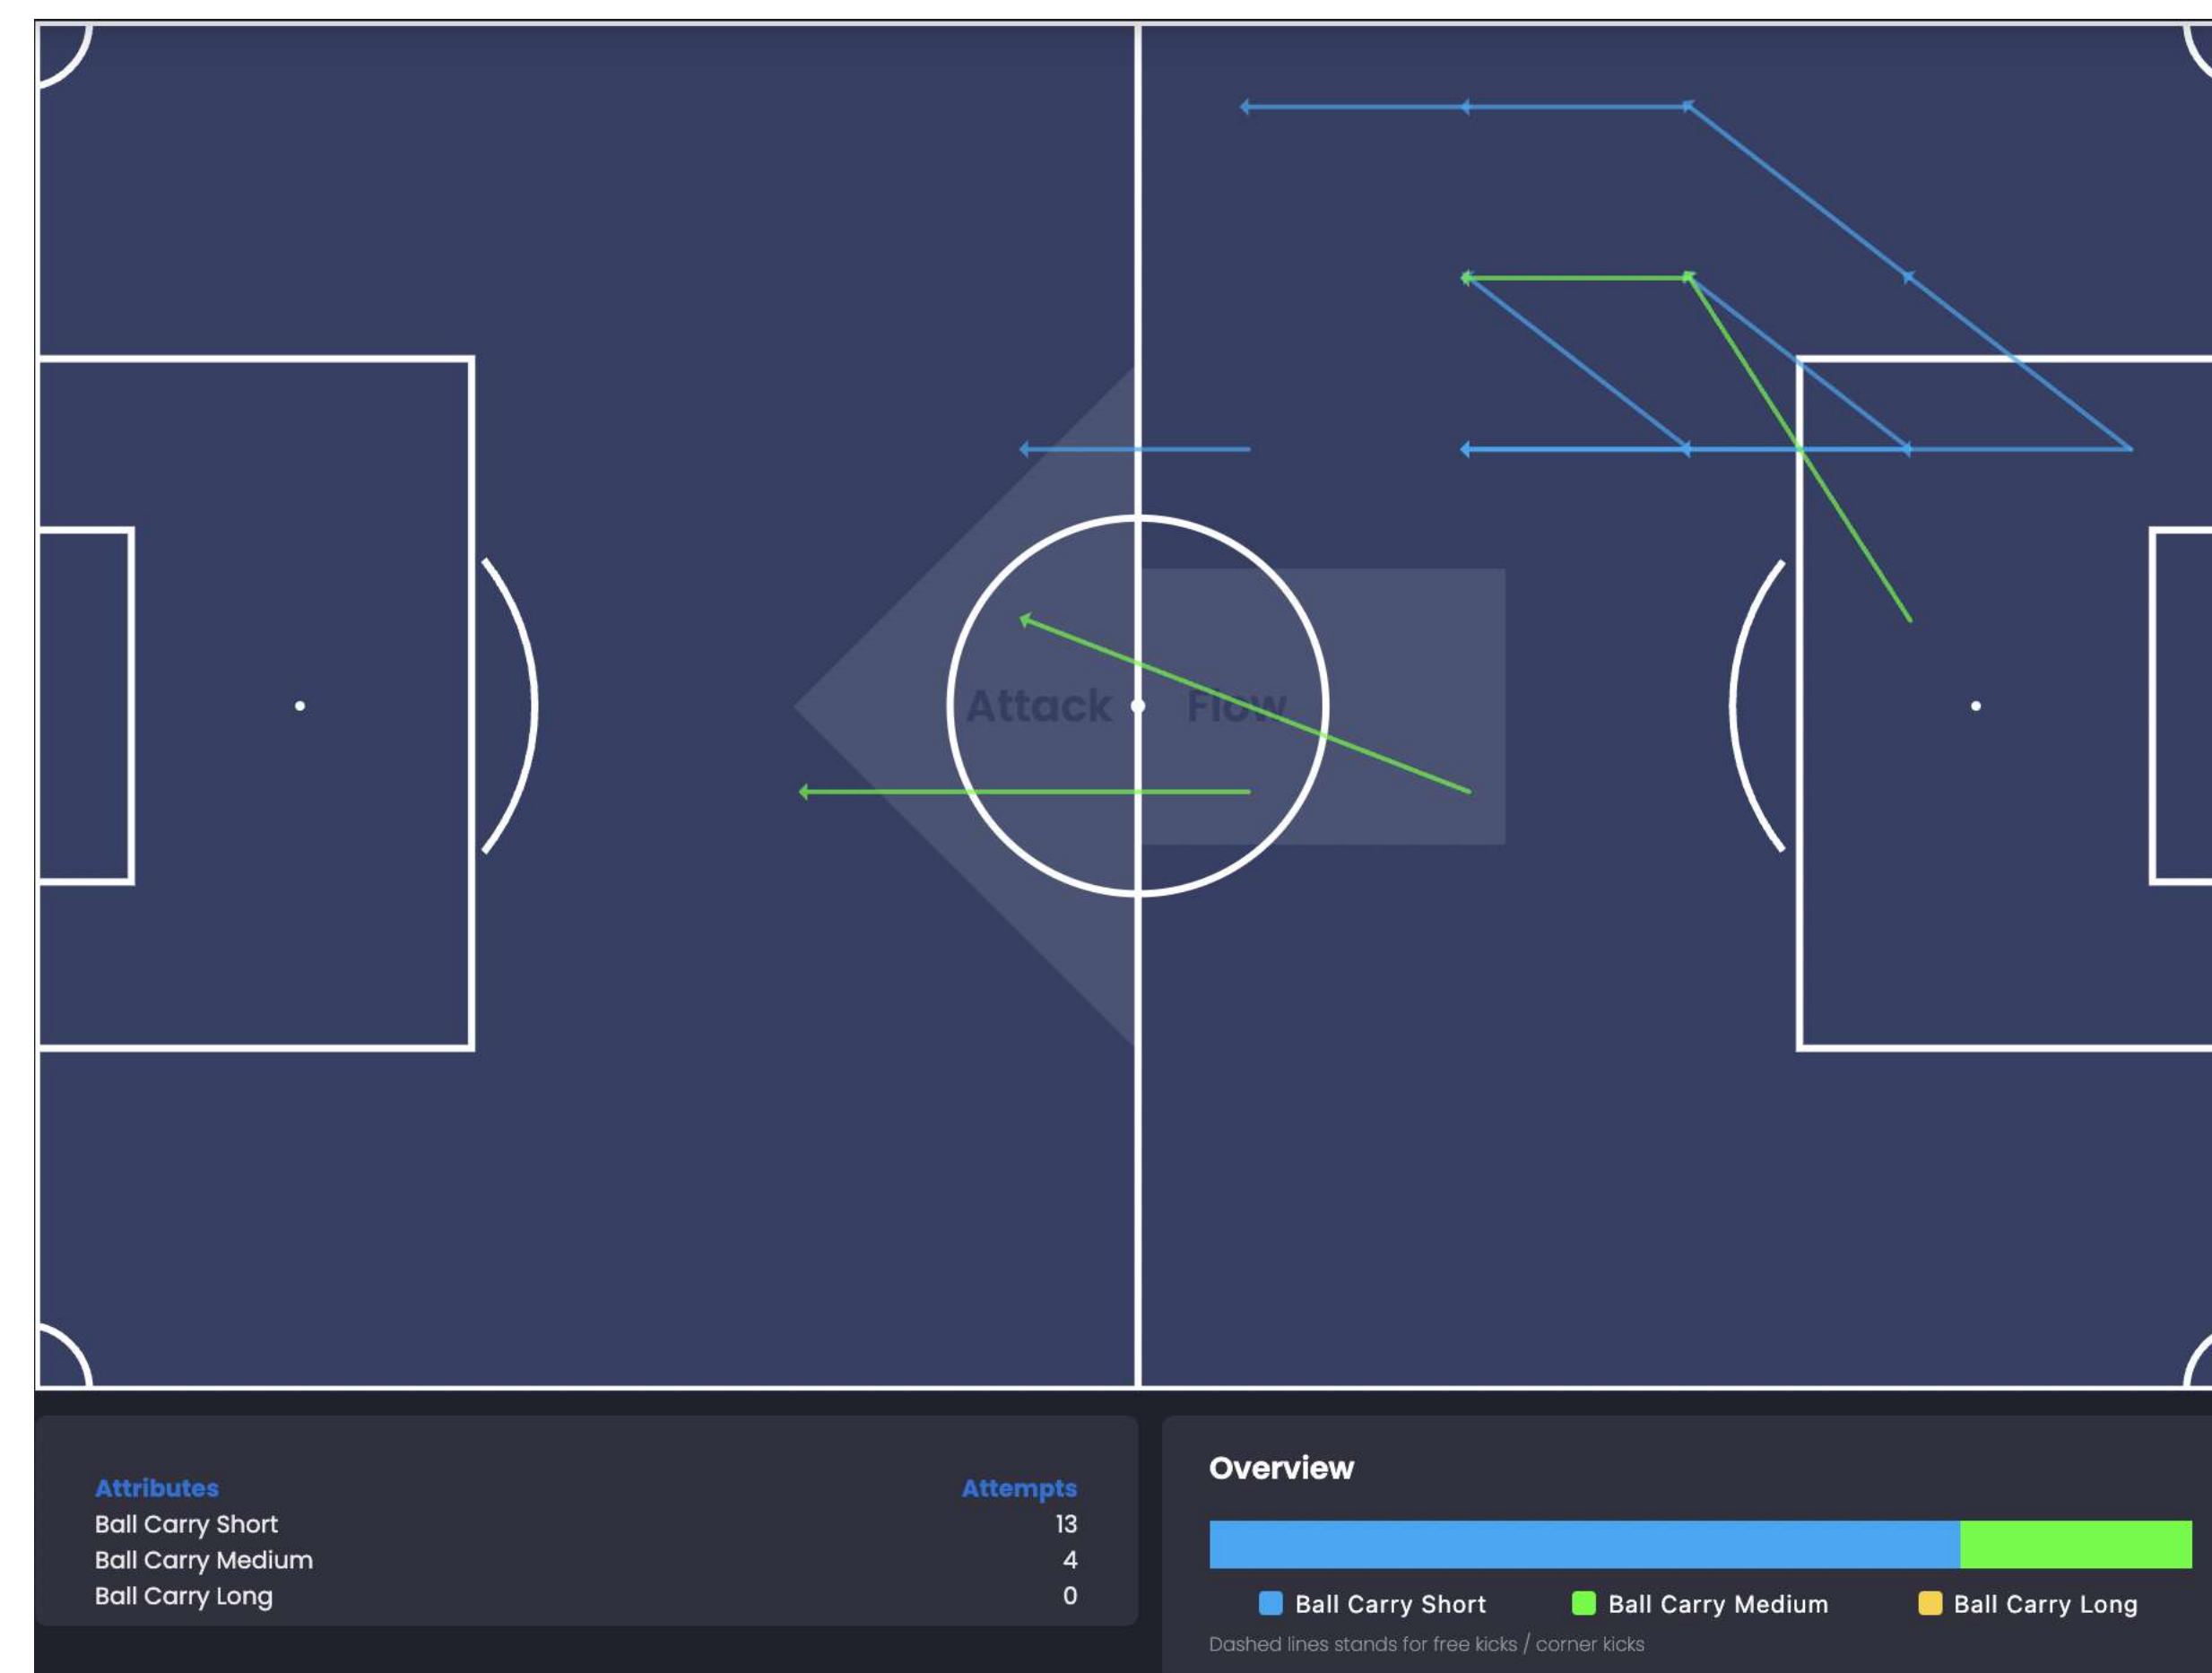 Attack Flow
Attributes Attempts
Ball Carry Short 13
Ball Carry Medium 4
Ball Carry Long 0
Overview
Ball Carry Short Ball Carry Medium Ball Carry Long
Dashed lines stands for free kicks / corner kicks